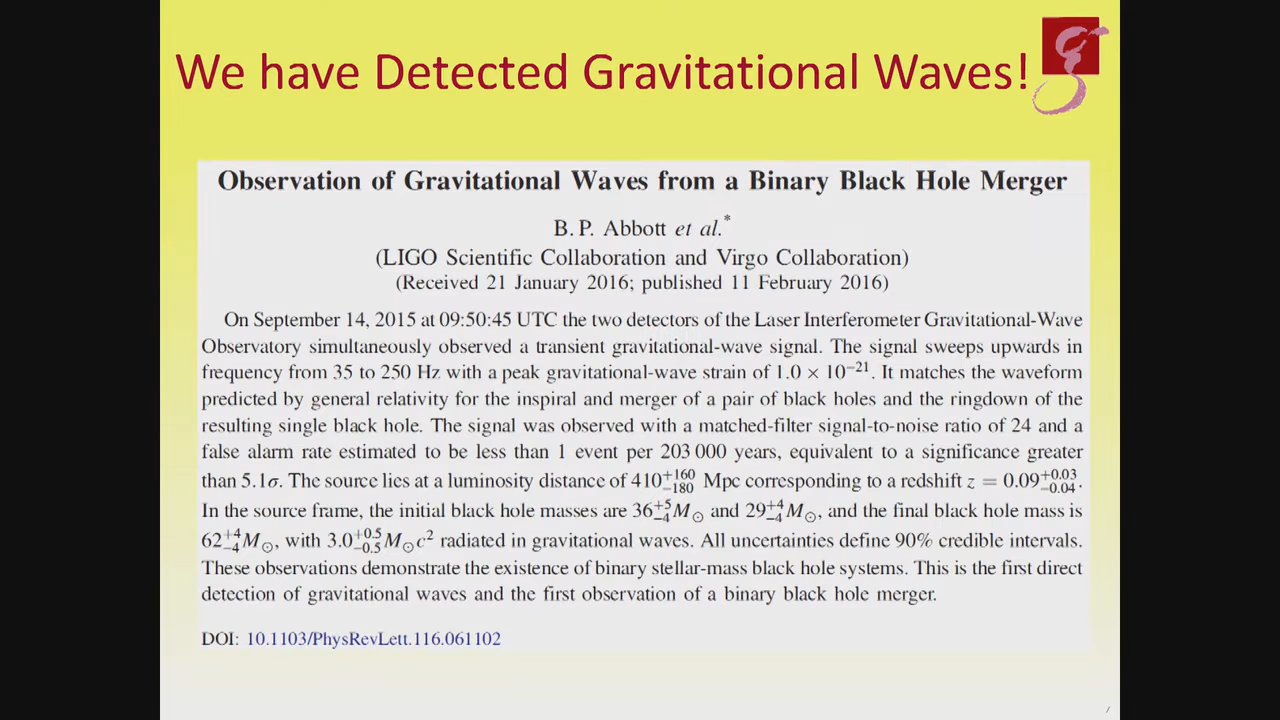 We have Detected Gravitational Waves!
Observation of Gravitational Waves from a Binary Black Hole Merger
B. P. Abbott et al.*
(LIGO Scientific Collaboration and Virgo Collaboration)
(Received 21 January 2016; published 11 February 2016)
On September 14, 2015 at 09:50:45 UTC the two detectors of the Laser Interferometer Gravitational-Wave
Observatory simultaneously observed a transient gravitational-wave signal. The signal sweeps upwards in
frequency from 35 to 250 Hz with a peak gravitational-wave strain of 1.0 × 10⁻²¹. It matches the waveform
predicted by general relativity for the inspiral and merger of a pair of black holes and the ringdown of the
resulting single black hole. The signal was observed with a matched-filter signal-to-noise ratio of 24 and a
false alarm rate estimated to be less than 1 event per 203 000 years, equivalent to a significance greater
than 5.1σ. The source lies at a luminosity distance of 410+160−180 Mpc corresponding to a redshift z = 0.09+0.03−0.04.
In the source frame, the initial black hole masses are 36+5−4M⊙ and 29+4−4M⊙, and the final black hole mass is
62+4−4M⊙, with 3.0+0.5−0.5M⊙c² radiated in gravitational waves. All uncertainties define 90% credible intervals.
These observations demonstrate the existence of binary stellar-mass black hole systems. This is the first direct
detection of gravitational waves and the first observation of a binary black hole merger.
DOI: 10.1103/PhysRevLett.116.061102